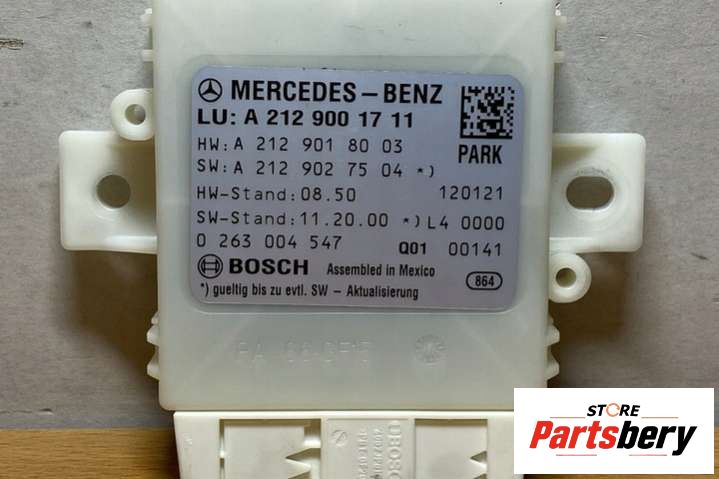 MERCEDES-BENZ
LU: A 212 900 17 11
HW: A 212 901 80 03
SW: A 212 902 75 04 *)
PARK
HW-Stand: 08.50 120121
SW-Stand: 11.20.00 *) L4 0000
0 263 004 547 Q01 00141
BOSCH Assembled in Mexico
*) gueltig bis zu evtl. SW - Aktualisierung 864
BOSCH
STORE
Partsbery